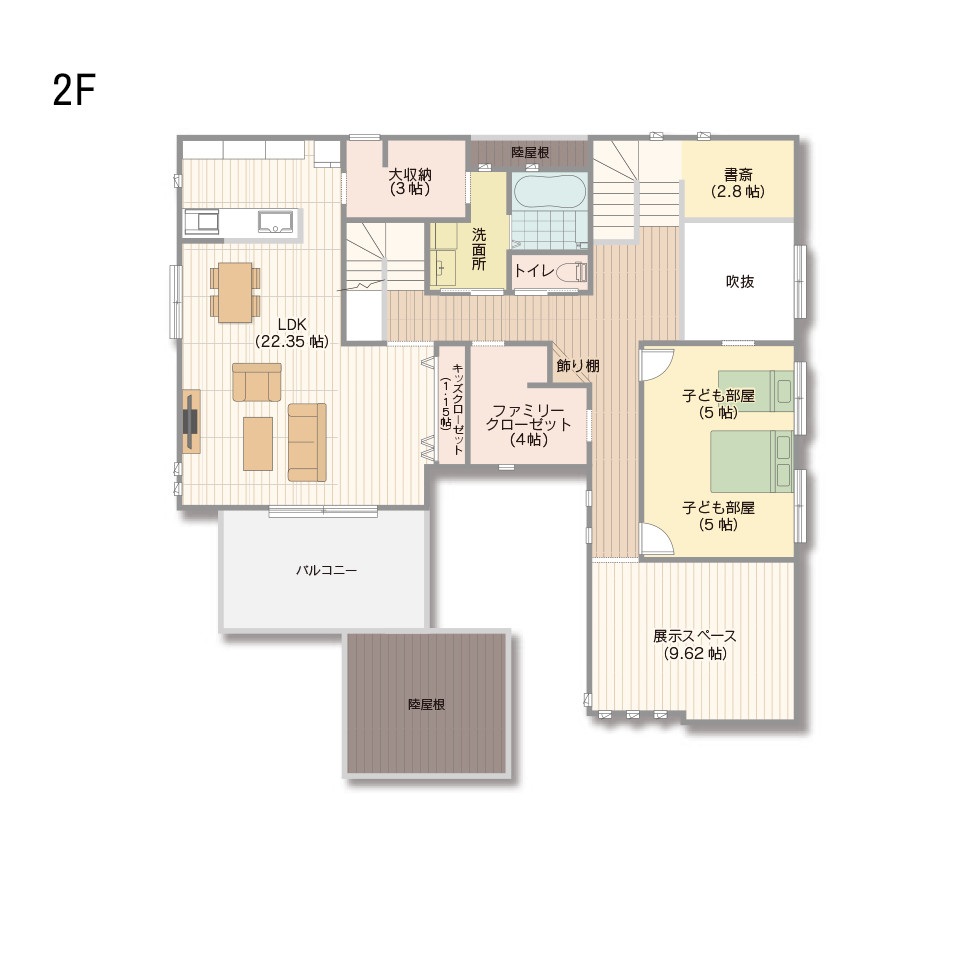 2F
陸屋根
大収納
(3 帖)
書斎
(2.8 帖)
洗面所
トイレ
吹抜
LDK
(22.35 帖)
飾り棚
キッズクローゼット
(1.15帖)
ファミリー
クローゼット
(4帖)
子ども部屋
(5 帖)
子ども部屋
(5 帖)
バルコニー
展示スペース
(9.62 帖)
陸屋根